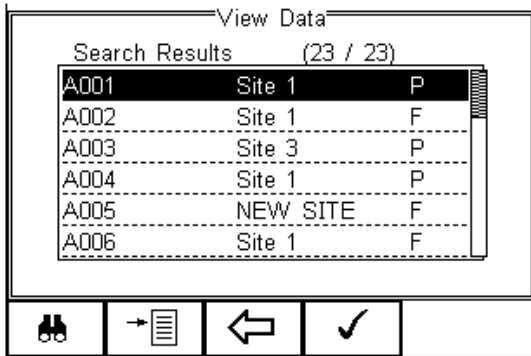 View Data
Search Results (23 / 23)
A001 Site 1 P
A002 Site 1 F
A003 Site 3 P
A004 Site 1 P
A005 NEW SITE F
A006 Site 1 F